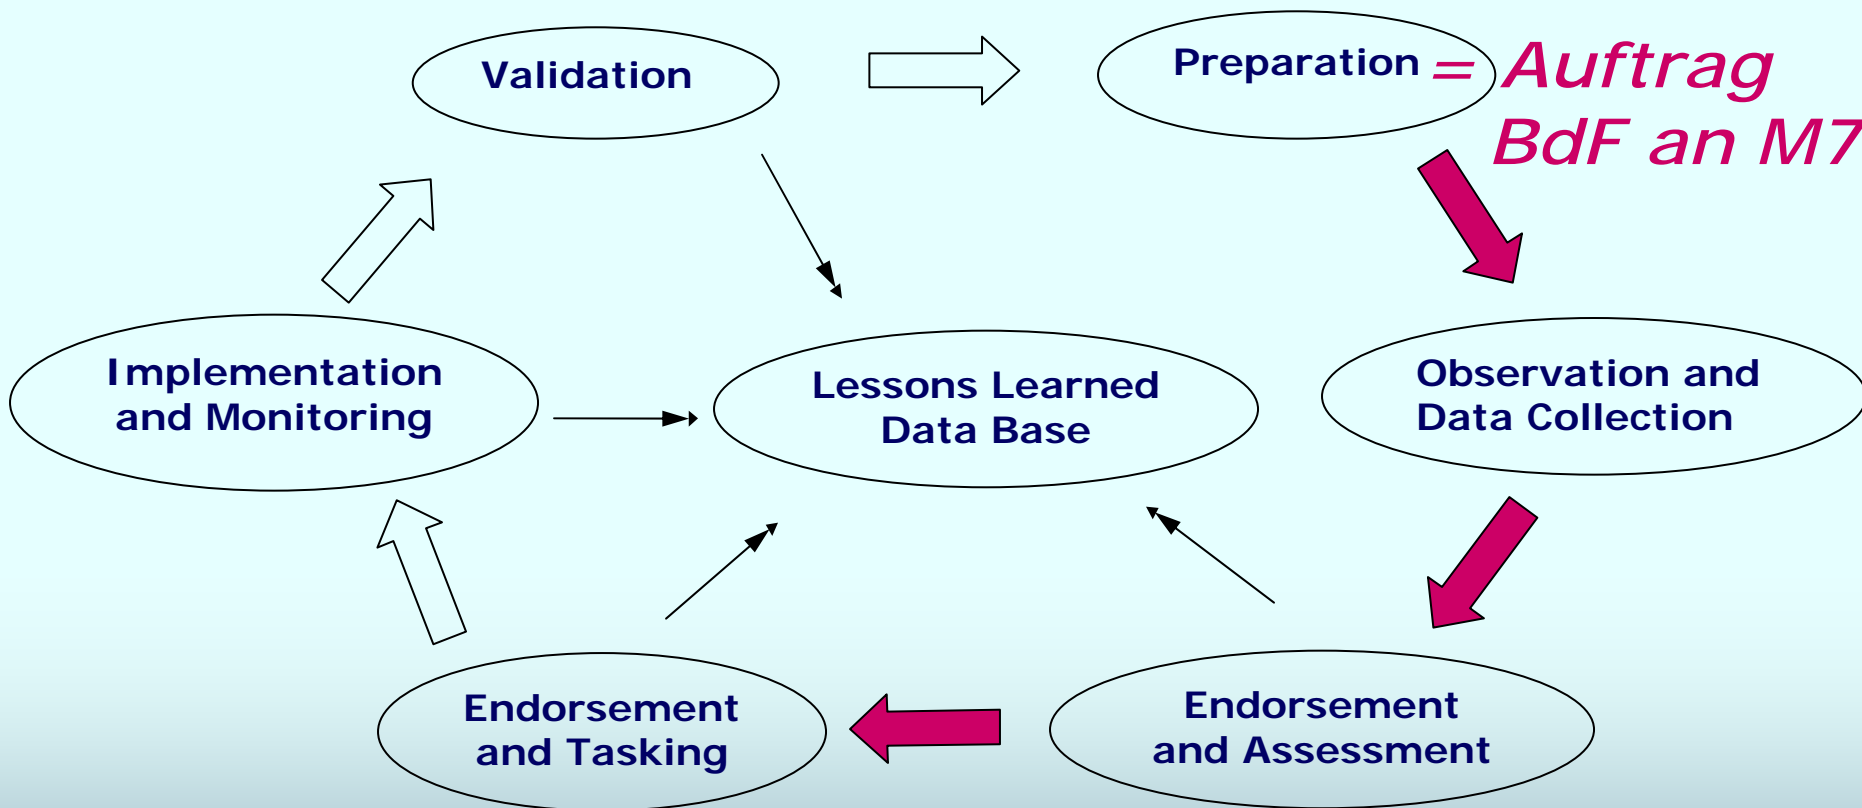 Validation
Preparation = Auftrag
BdF an M7
Implementation
and Monitoring
Lessons Learned
Data Base
Observation and
Data Collection
Endorsement
and Tasking
Endorsement
and Assessment